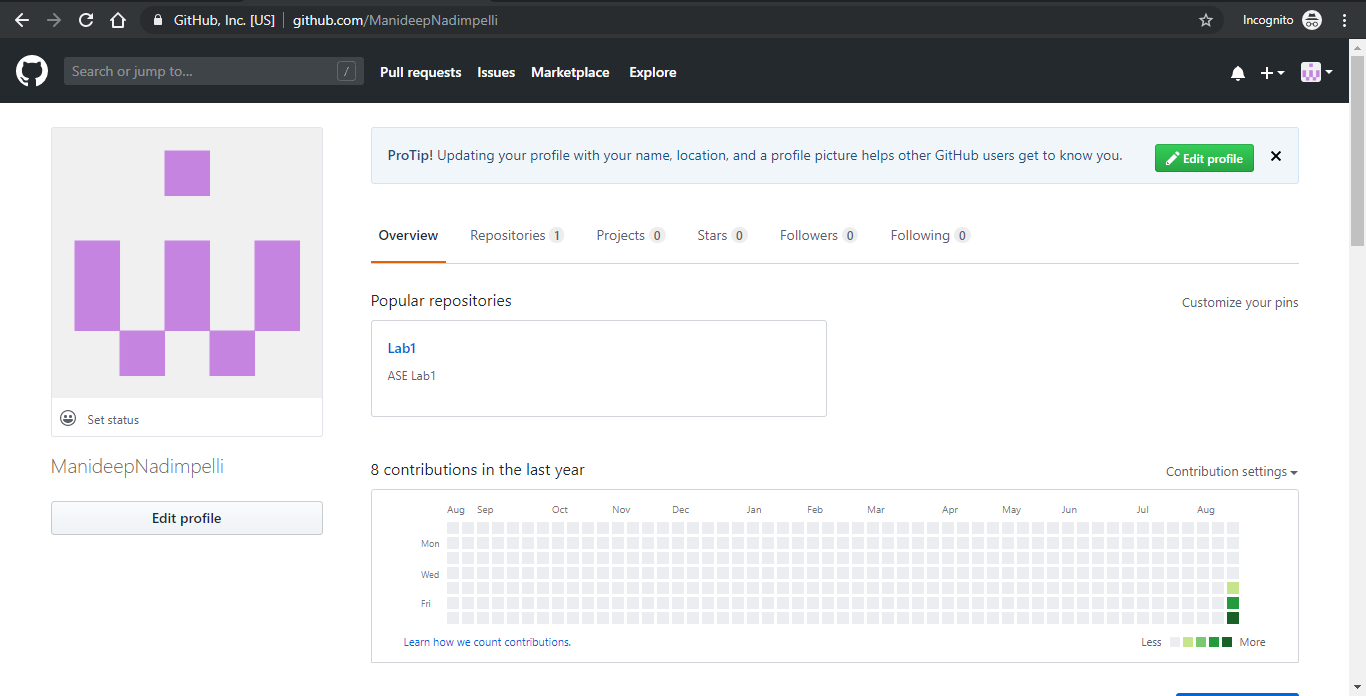 GitHub, Inc. [US] github.com/ManideepNadimpelli Incognito
Search or jump to... / Pull requests Issues Marketplace Explore
ProTip! Updating your profile with your name, location, and a profile picture helps other GitHub users get to know you. Edit profile
Overview Repositories 1 Projects 0 Stars 0 Followers 0 Following 0
Popular repositories Customize your pins
Lab1
ASE Lab1
Set status
ManideepNadimpelli
Edit profile
8 contributions in the last year Contribution settings
Aug Sep Oct Nov Dec Jan Feb Mar Apr May Jun Jul Aug
Mon
Wed
Fri
Learn how we count contributions. Less More